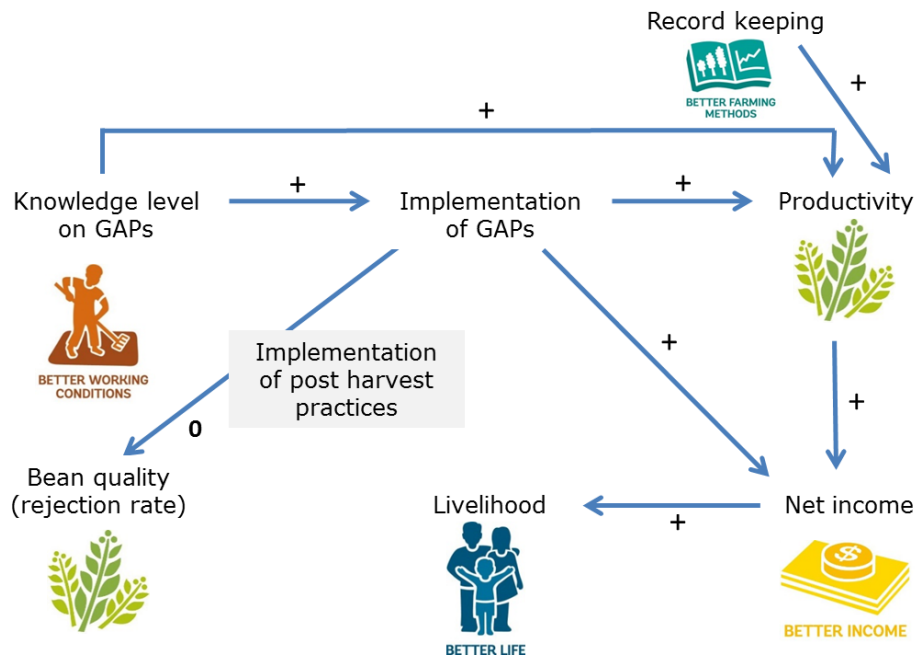 Record keeping
BETTER FARMING
METHODS
+
+
Knowledge level
on GAPs
+
Implementation
of GAPs
+
Productivity
BETTER WORKING
CONDITIONS
Implementation
of post harvest
practices
+
+
0
Bean quality
(rejection rate)
Livelihood
+
Net income
$
BETTER LIFE
BETTER INCOME